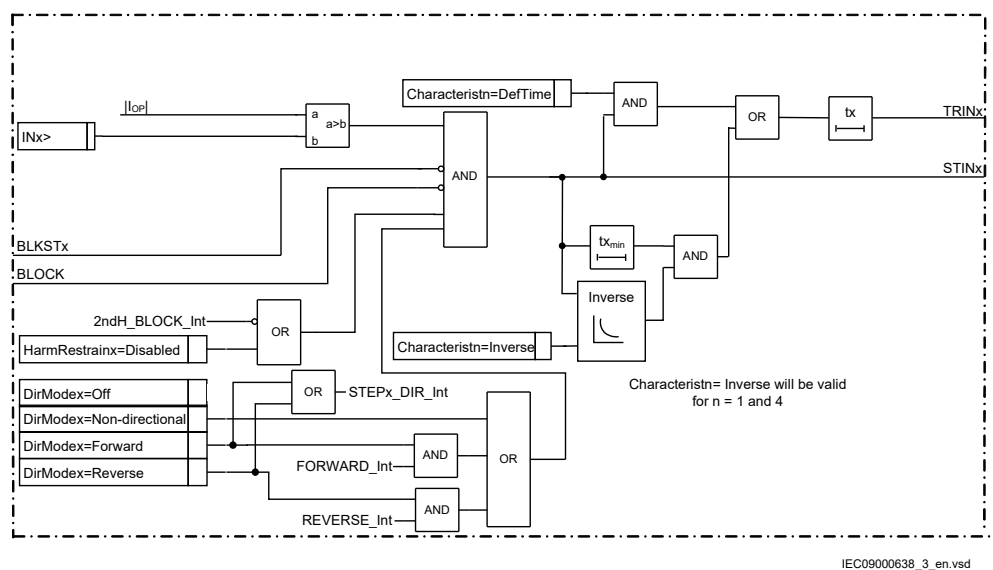 Characteristn=DefTime
|IOP|
a
a>b
b
INx>
AND
OR
tx
TRINx
AND
STINx
BLKSTx
BLOCK
txmin
AND
Inverse
2ndH_BLOCK_Int
OR
HarmRestrainx=Disabled
Characteristn=Inverse
DirModex=Off
OR
STEPx_DIR_Int
Characteristn= Inverse will be valid
for n = 1 and 4
DirModex=Non-directional
DirModex=Forward
AND
OR
FORWARD_Int
DirModex=Reverse
AND
REVERSE_Int
IEC09000638_3_en.vsd